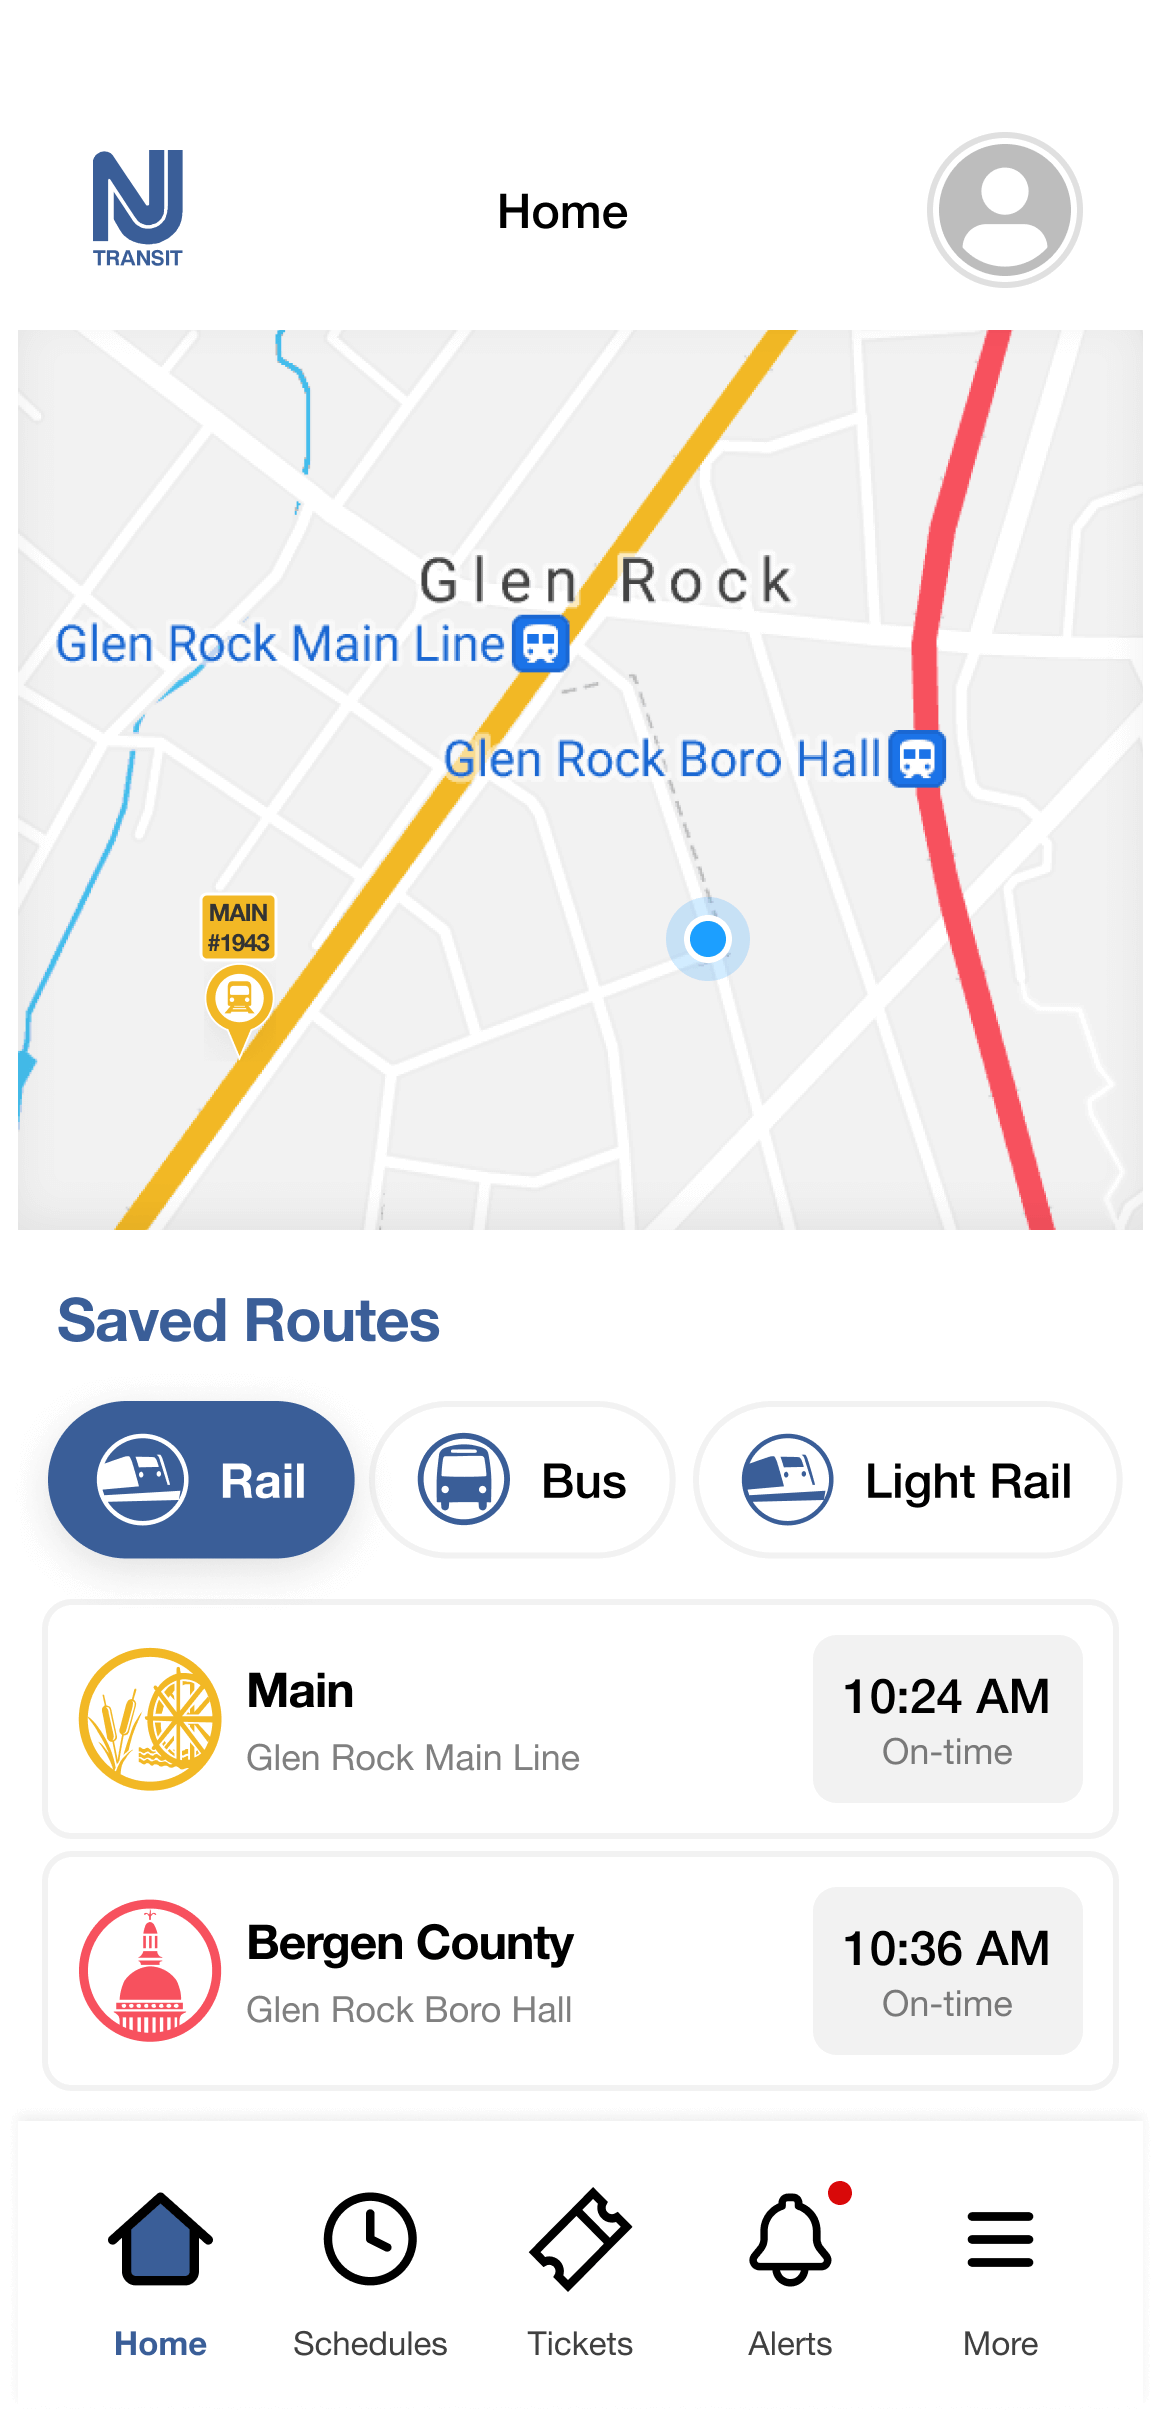 NJ
TRANSIT
Home
Glen Rock
Glen Rock Main Line
Glen Rock Boro Hall
MAIN
#1943
Saved Routes
Rail
Bus
Light Rail
Main
Glen Rock Main Line
10:24 AM
On-time
Bergen County
Glen Rock Boro Hall
10:36 AM
On-time
Home
Schedules
Tickets
Alerts
More